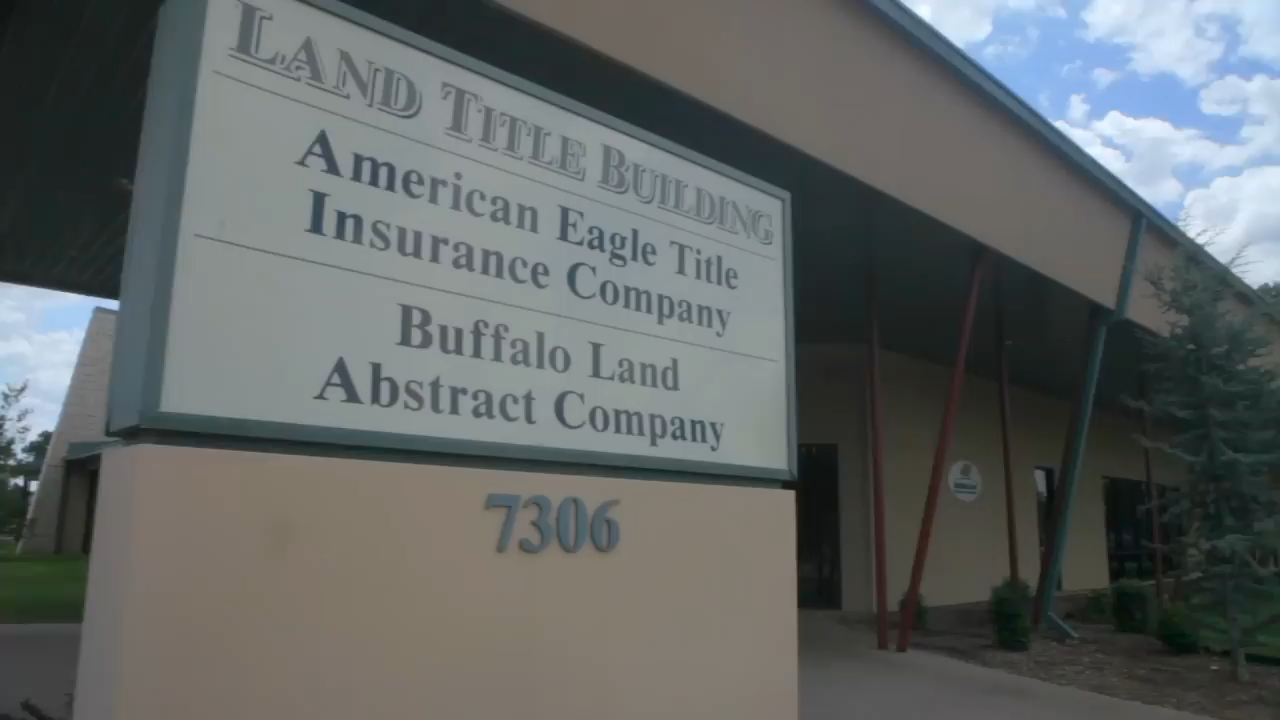 LAND TITLE BUILDING
American Eagle Title
Insurance Company
Buffalo Land
Abstract Company
7306